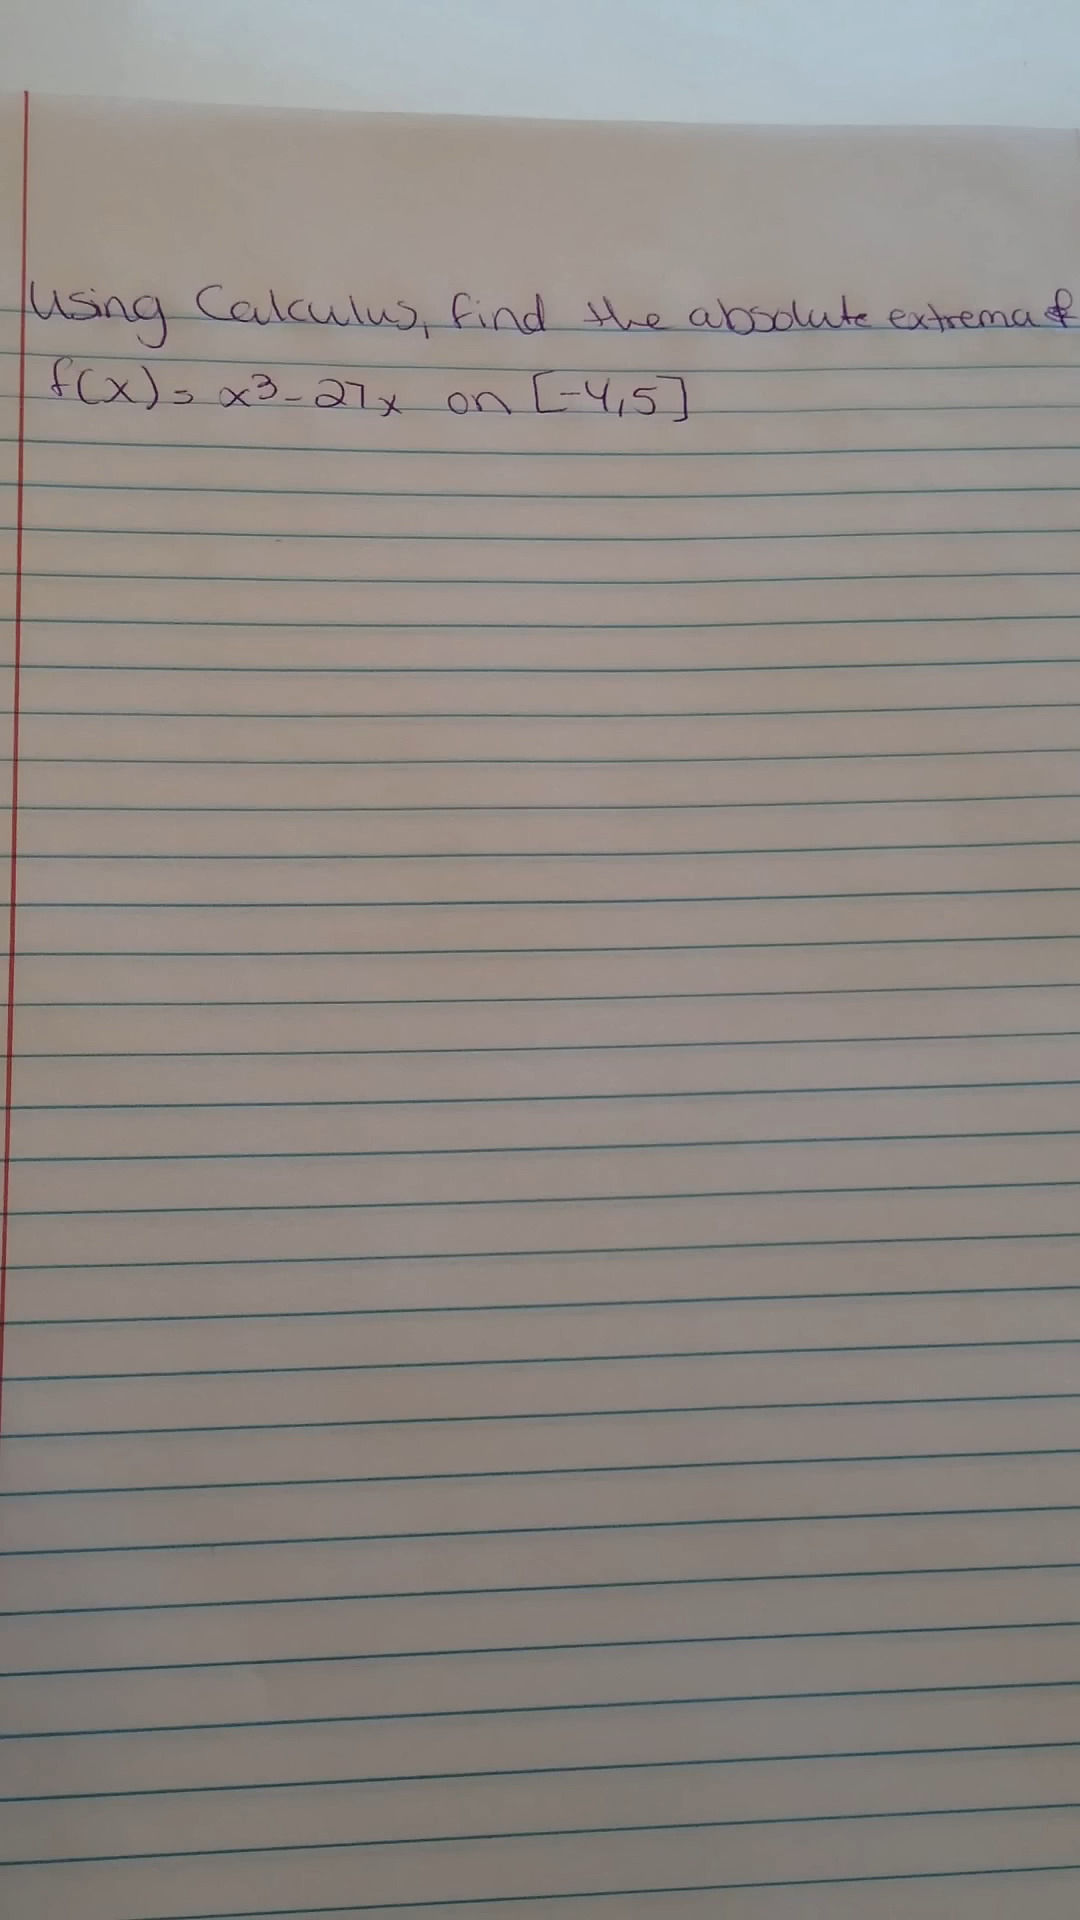 Using Calculus, find the absolute extrema of
f(x) = x³ - 27x on [-4,5]